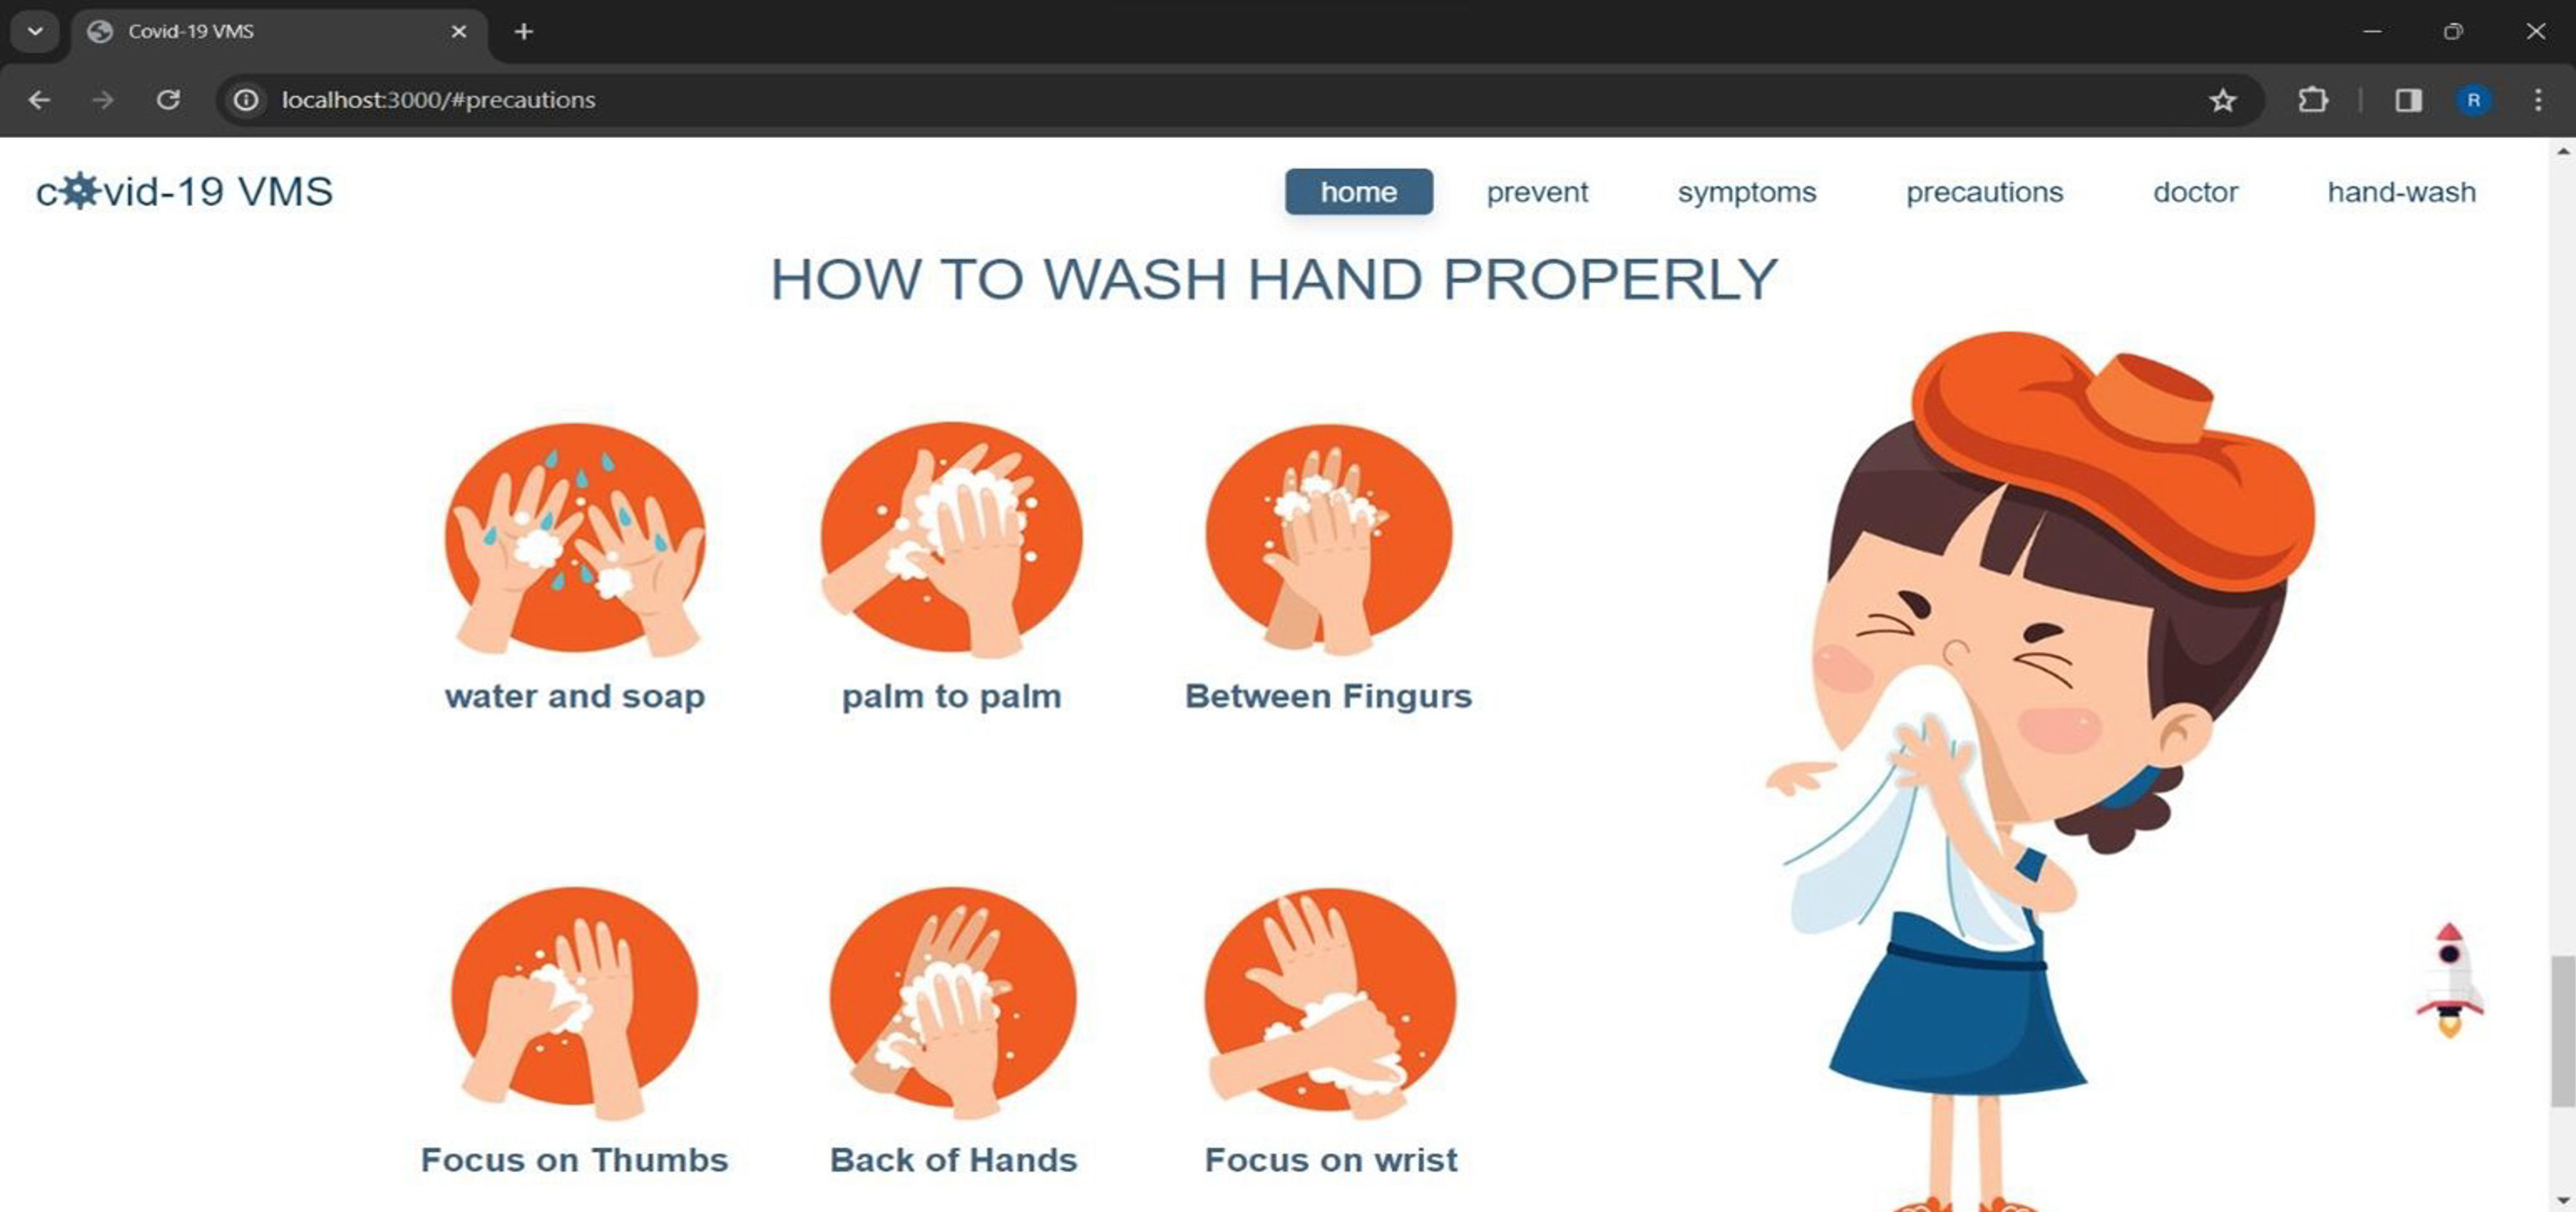 Covid-19 VMS
localhost:3000/#precautions
R
c vid-19 VMS
home prevent symptoms precautions doctor hand-wash
HOW TO WASH HAND PROPERLY
water and soap palm to palm Between Fingurs
Focus on Thumbs Back of Hands Focus on wrist